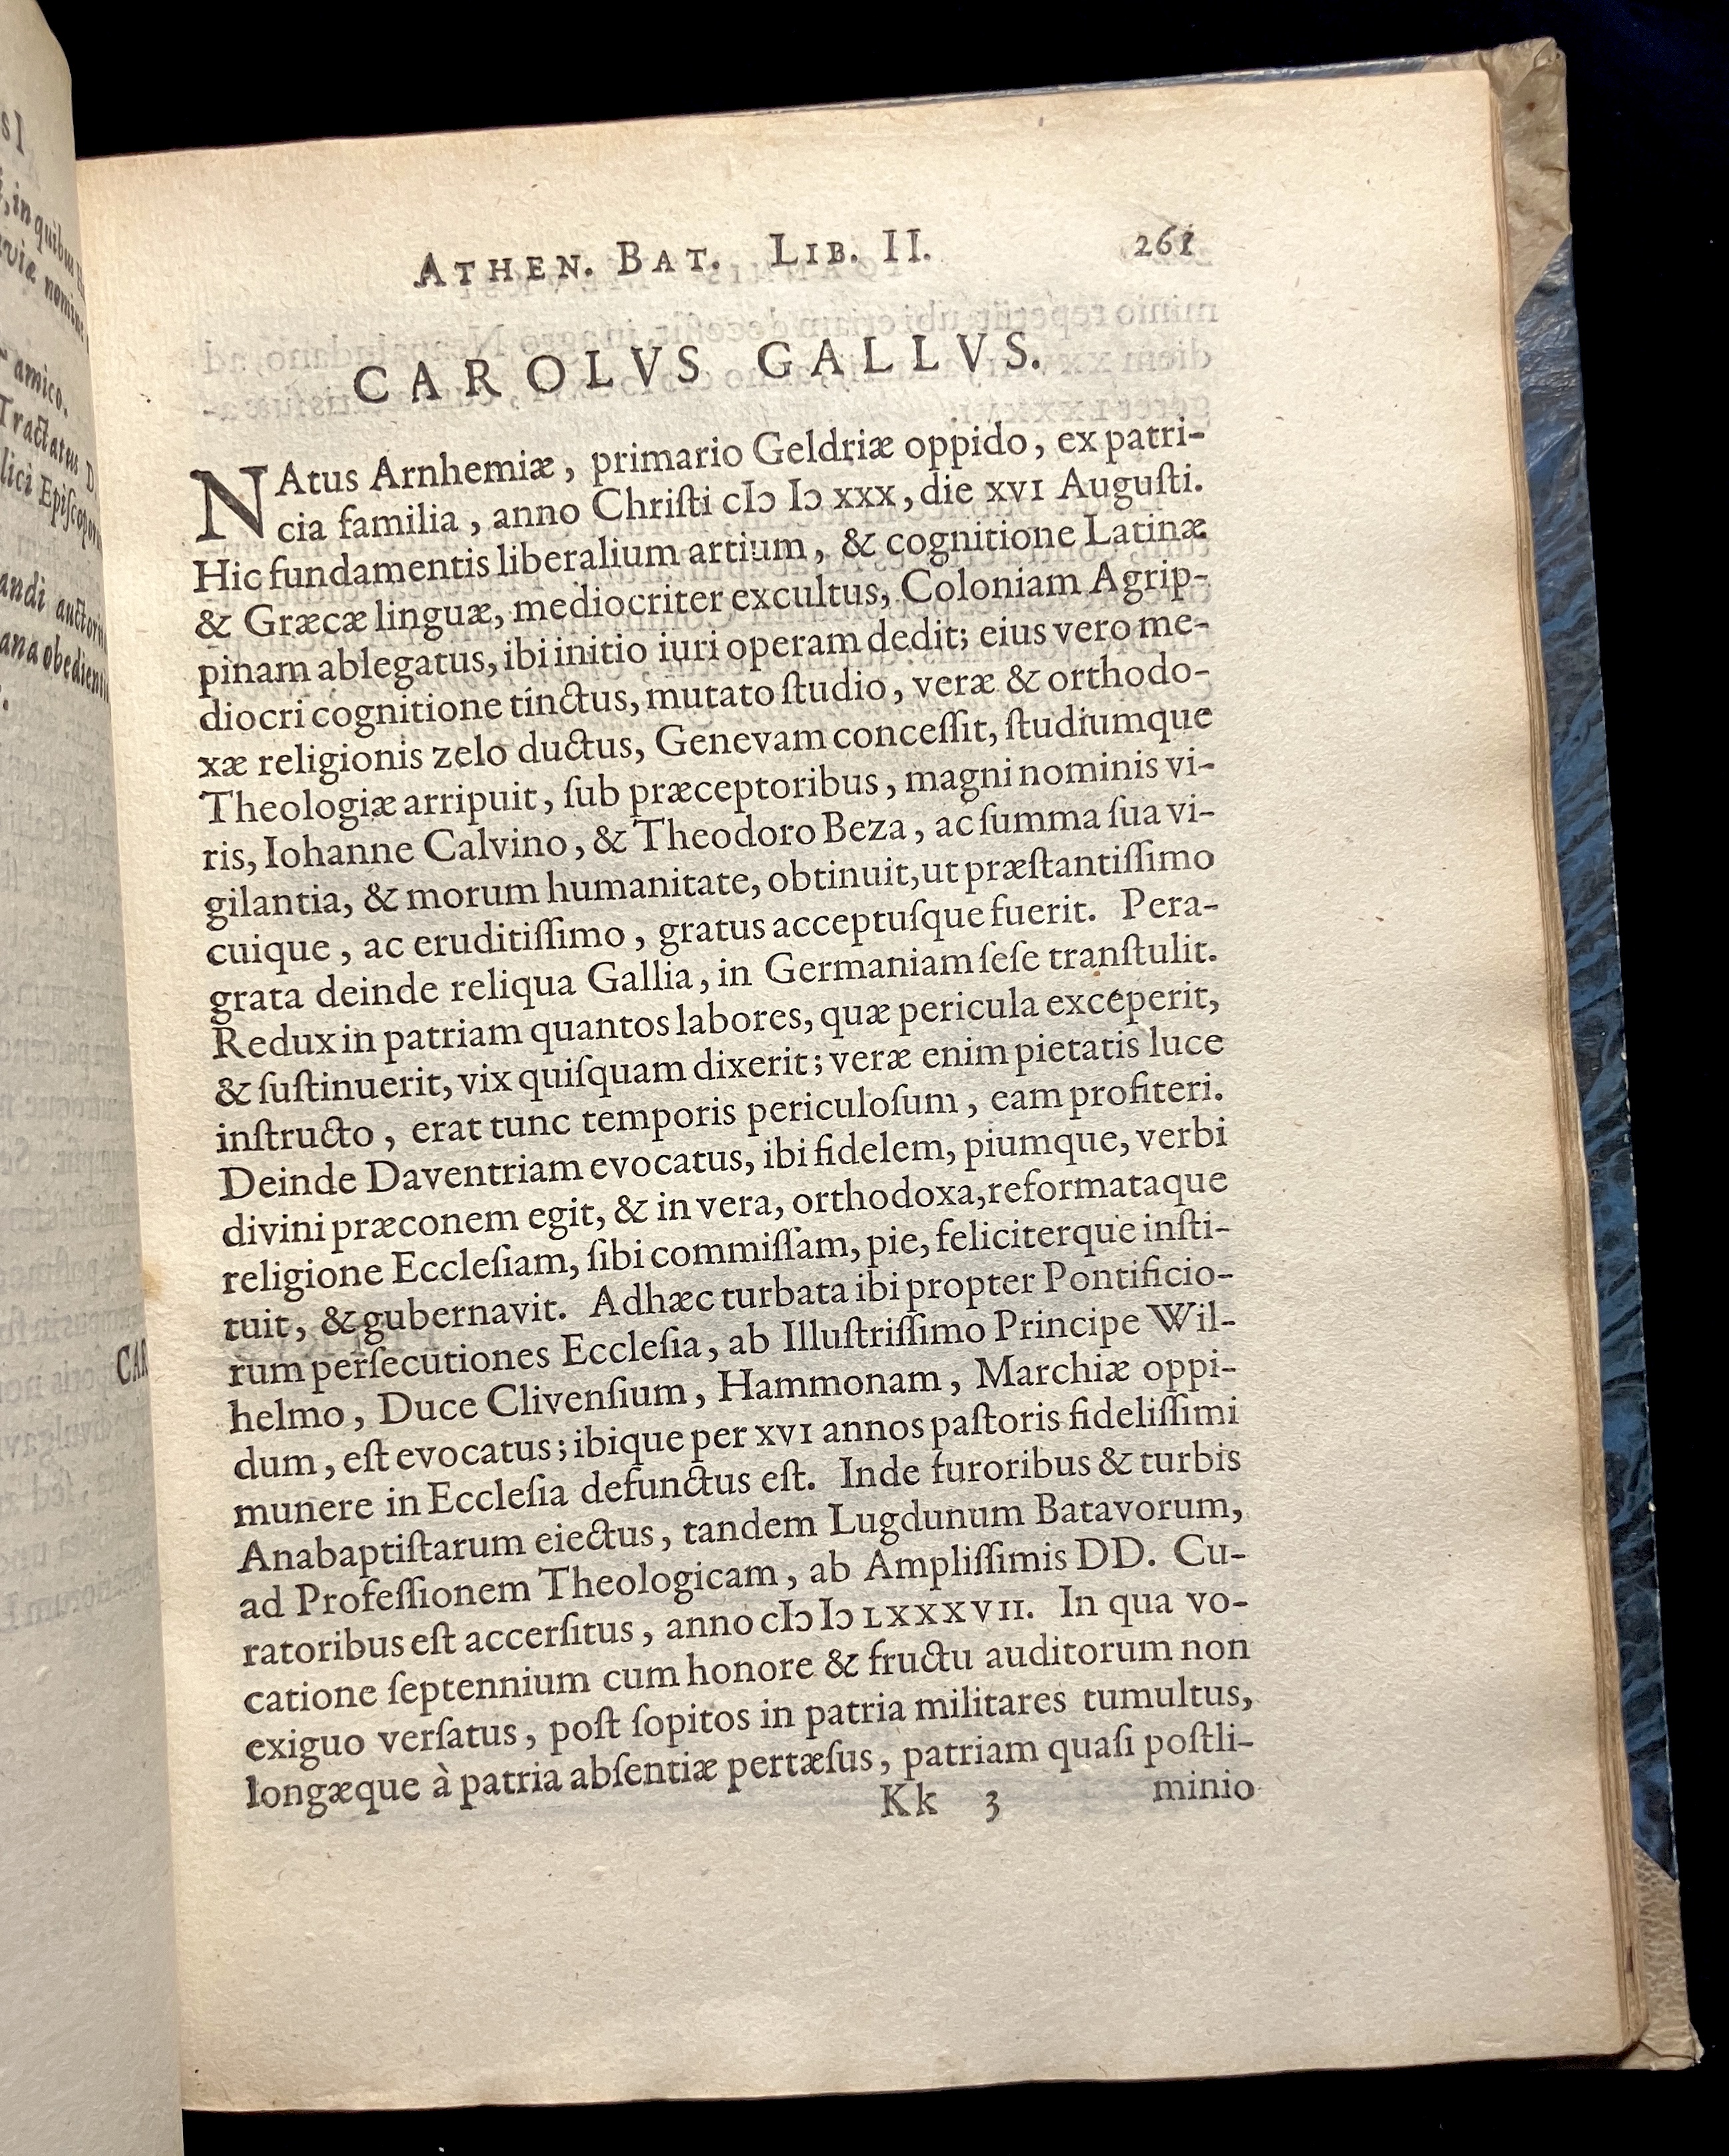 ATHEN. BAT. LIB. II. 261
CAROLVS GALLVS.
NAtus Arnhemiæ, primario Geldriæ oppido, ex patri-
cia familia, anno Chriſti cIↄ Iↄ xxx, die xvı Auguſti.
Hic fundamentis liberalium artium, & cognitione Latinæ
& Græcæ linguæ, mediocriter excultus, Coloniam Agrip-
pinam ablegatus, ibi initio iuri operam dedit; eius vero me-
diocri cognitione tinctus, mutato ſtudio, veræ & orthodo-
xæ religionis zelo ductus, Genevam conceſſit, ſtudiumque
Theologiæ arripuit, ſub præceptoribus, magni nominis vi-
ris, Iohanne Calvino, & Theodoro Beza, ac ſumma ſua vi-
gilantia, & morum humanitate, obtinuit, ut præſtantiſſimo
cuique, ac eruditiſſimo, gratus acceptuſque fuerit. Pera-
grata deinde reliqua Gallia, in Germaniam ſeſe tranſtulit.
Redux in patriam quantos labores, quæ pericula exceperit,
& ſuſtinuerit, vix quiſquam dixerit; veræ enim pietatis luce
inſtructo, erat tunc temporis periculoſum, eam profiteri.
Deinde Daventriam evocatus, ibi fidelem, piumque, verbi
divini præconem egit, & in vera, orthodoxa, reformataque
religione Eccleſiam, ſibi commiſſam, pie, feliciterque inſti-
tuit, & gubernavit. Adhæc turbata ibi propter Pontificio-
rum perſecutiones Eccleſia, ab Illuſtriſſimo Principe Wil-
helmo, Duce Clivenſium, Hammonam, Marchiæ oppi-
dum, eſt evocatus; ibique per xvı annos paſtoris fideliſſimi
munere in Eccleſia defunctus eſt. Inde furoribus & turbis
Anabaptiſtarum eiectus, tandem Lugdunum Batavorum,
ad Profeſſionem Theologicam, ab Ampliſſimis DD. Cu-
ratoribus eſt accerſitus, anno cIↄ Iↄ LXXXVII. In qua vo-
catione ſeptennium cum honore & fructu auditorum non
exiguo verſatus, poſt ſopitos in patria militares tumultus,
longæque à patria abſentiæ pertæſus, patriam quaſi poſtli-
Kk 3 minio